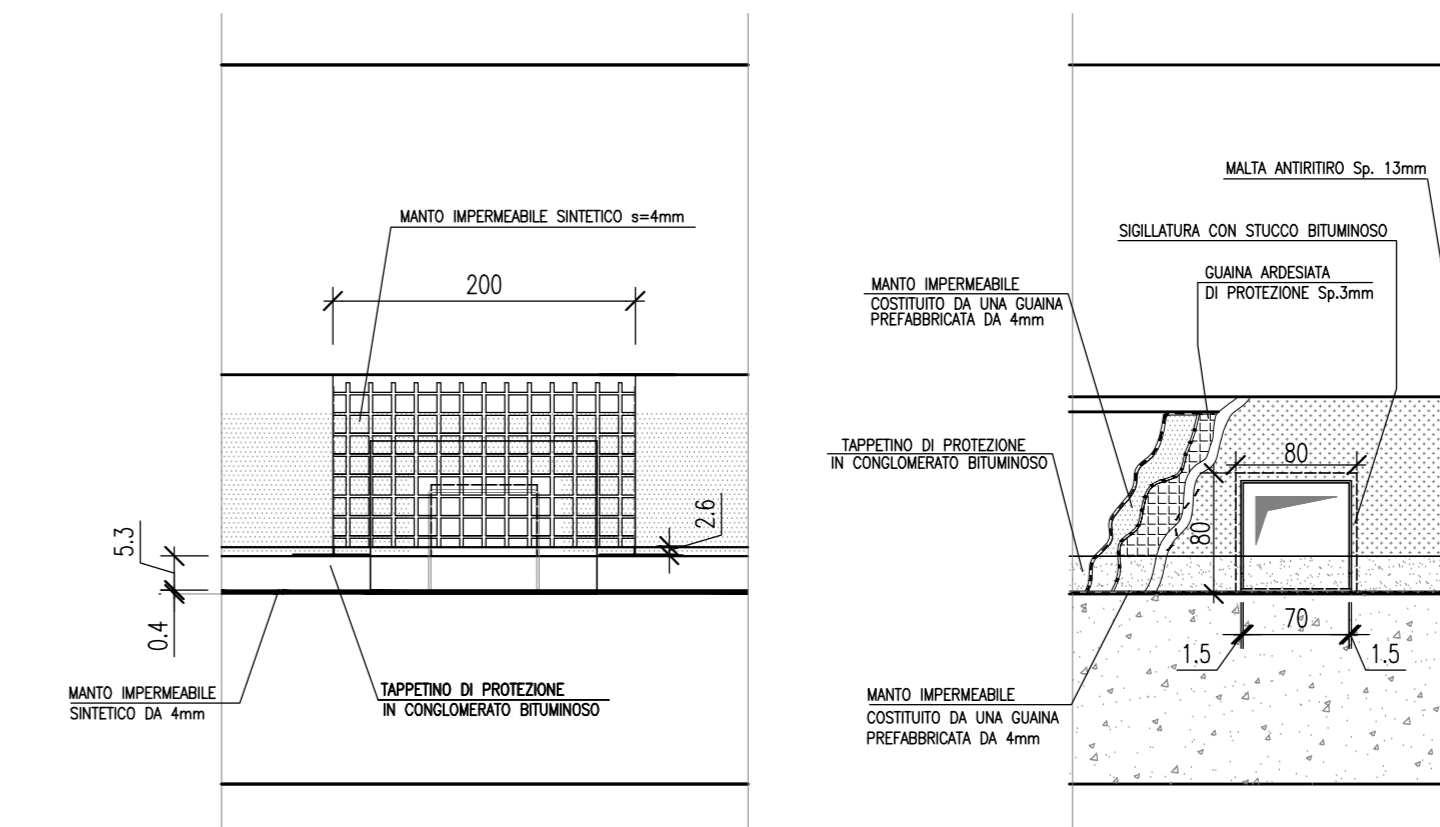 MANTO IMPERMEABILE SINTETICO s=4mm
200
2.6
5.3
0.4
MANTO IMPERMEABILE
SINTETICO DA 4mm
TAPPETINO DI PROTEZIONE
IN CONGLOMERATO BITUMINOSO
MALTA ANTIRITIRO Sp. 13mm
SIGILLATURA CON STUCCO BITUMINOSO
GUAINA ARDESIATA
DI PROTEZIONE Sp.3mm
MANTO IMPERMEABILE
COSTITUITO DA UNA GUAINA
PREFABBRICATA DA 4mm
TAPPETINO DI PROTEZIONE
IN CONGLOMERATO BITUMINOSO
80
80
70
1.5
1.5
MANTO IMPERMEABILE
COSTITUITO DA UNA GUAINA
PREFABBRICATA DA 4mm